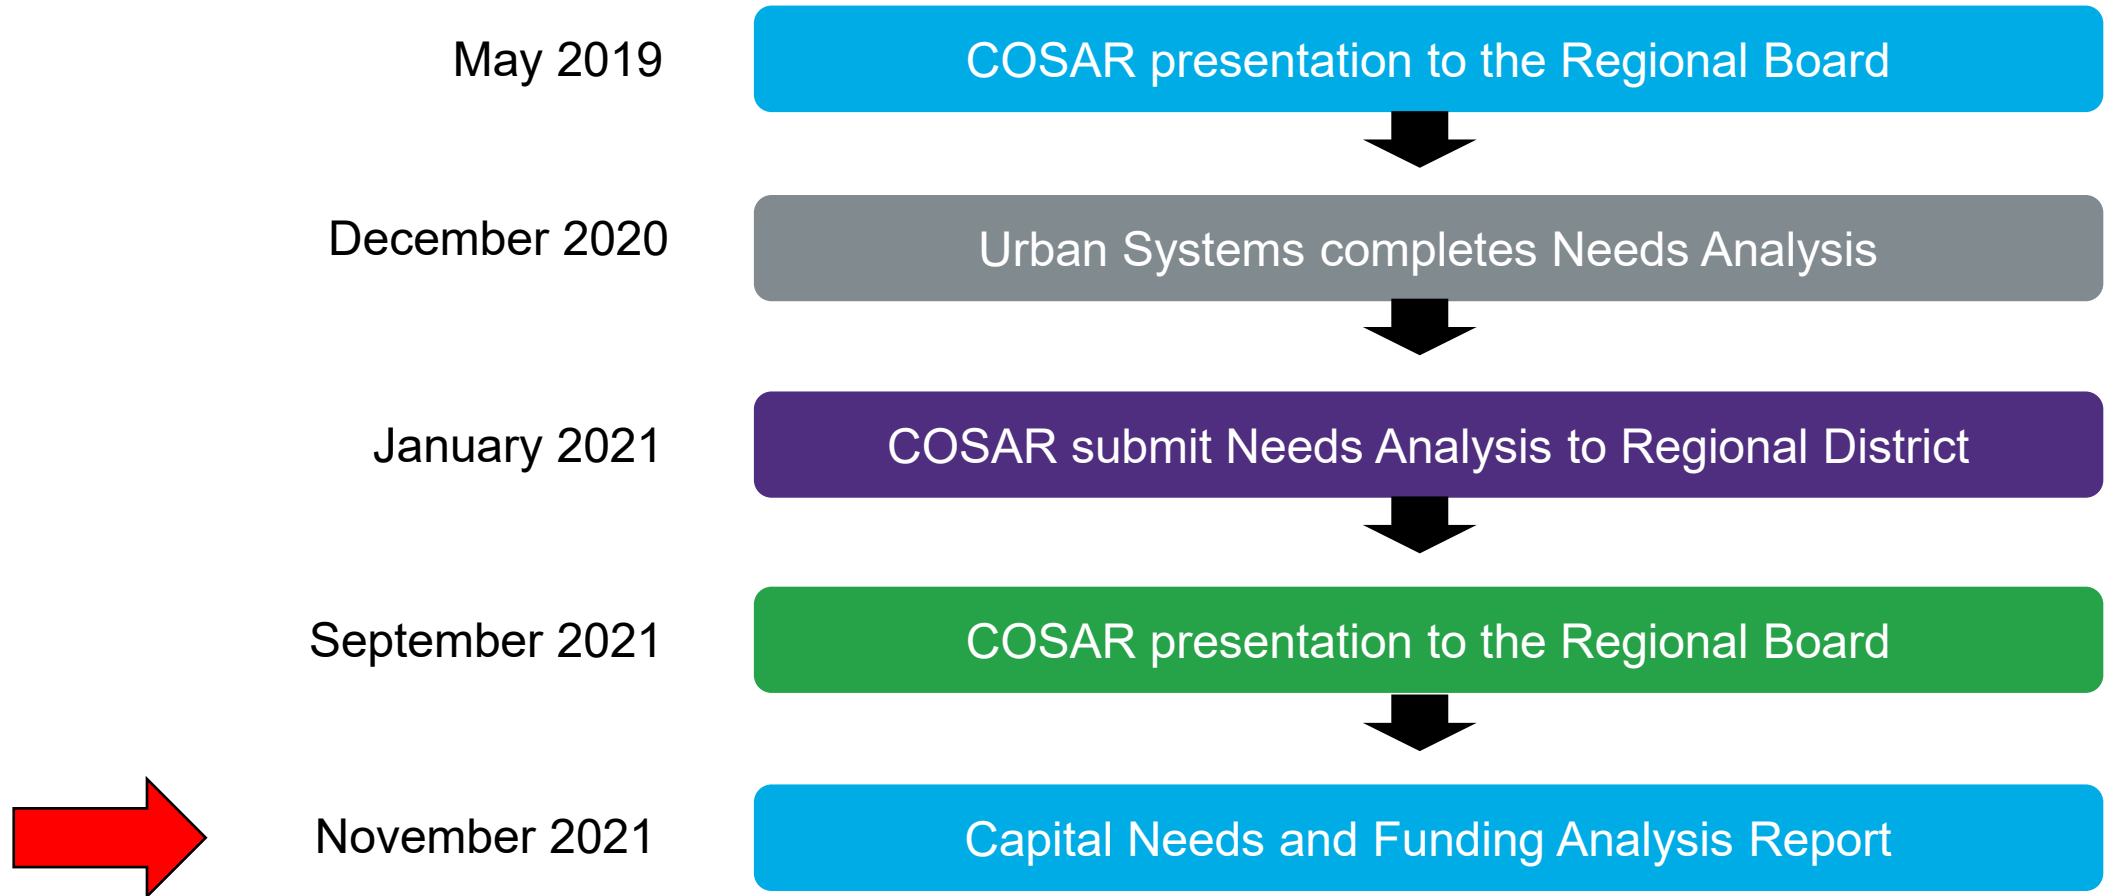 May 2019
COSAR presentation to the Regional Board
December 2020
Urban Systems completes Needs Analysis
January 2021
COSAR submit Needs Analysis to Regional District
September 2021
COSAR presentation to the Regional Board
November 2021
Capital Needs and Funding Analysis Report